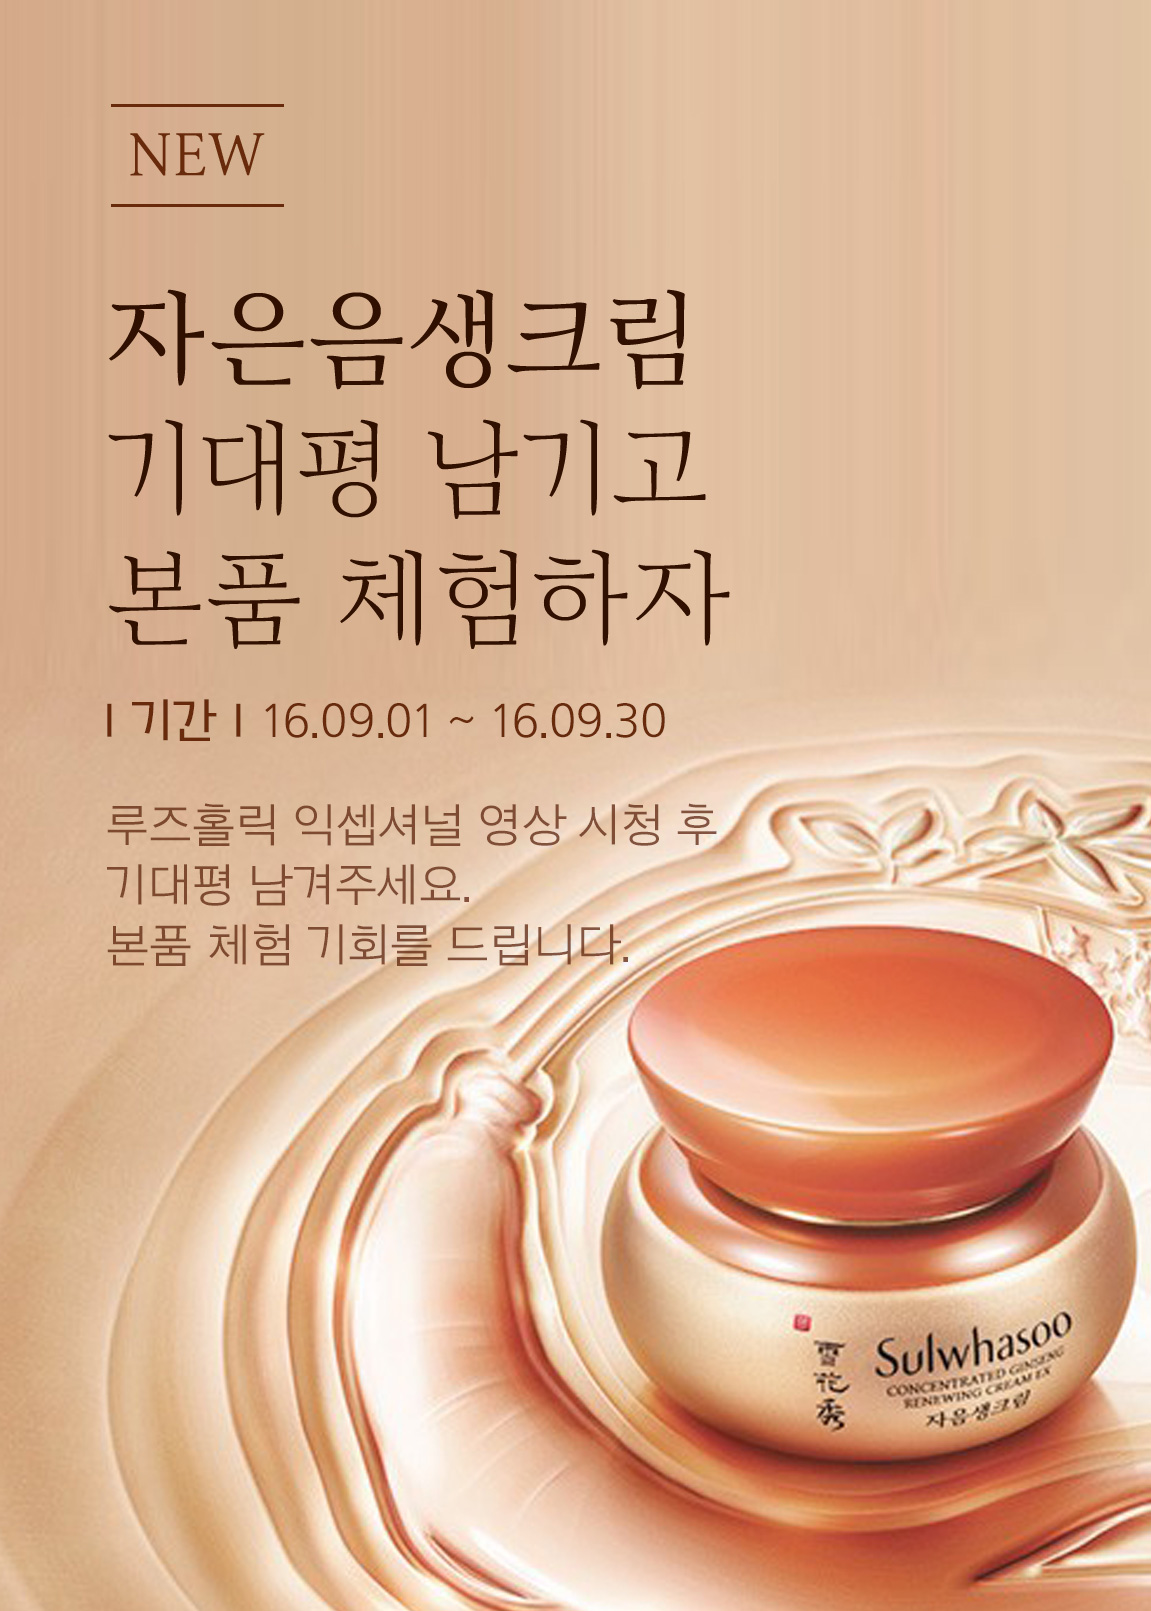 NEW
자은음생크림
기대평 남기고
본품 체험하자
I 기간 I 16.09.01 ~ 16.09.30
루즈홀릭 익셉셔널 영상 시청 후
기대평 남겨주세요.
본품 체험 기회를 드립니다.
雪花秀
Sulwhasoo
CONCENTRATED GINSENG
RENEWING CREAM EX
자음생크림